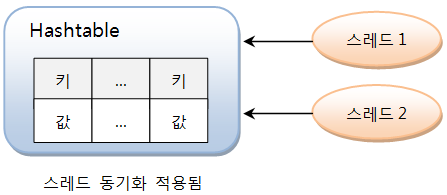 Hashtable
스레드 1
키 ... 키
스레드 2
값 ... 값
스레드 동기화 적용됨